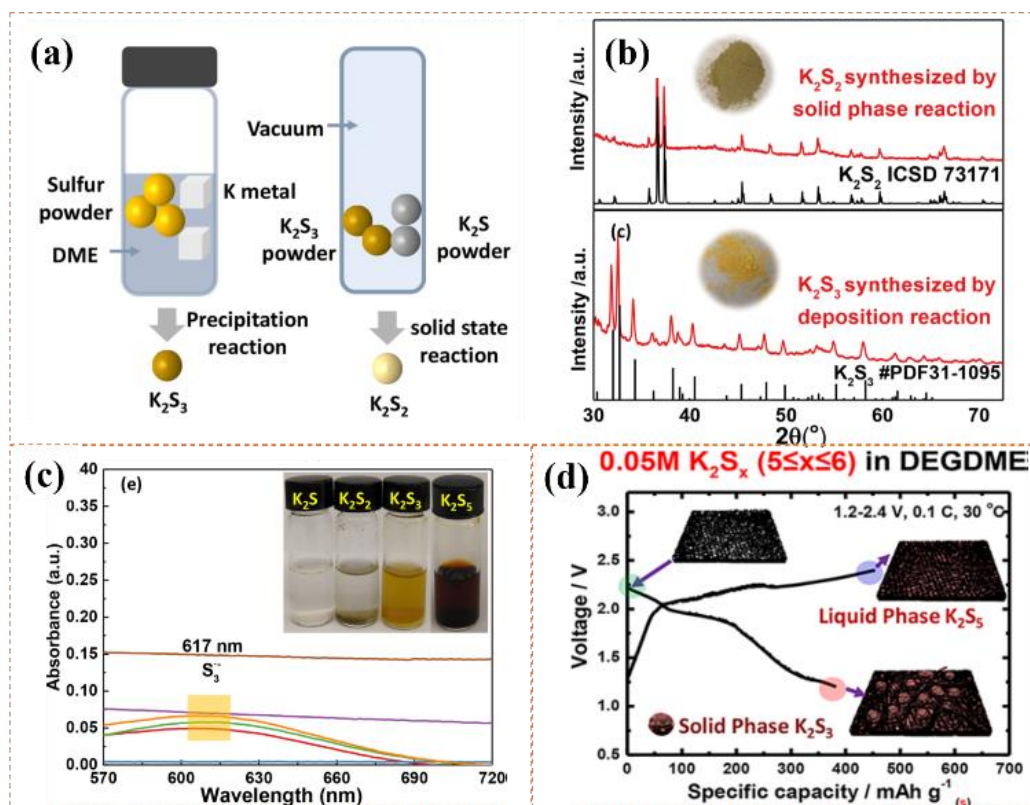 (a)
Vacuum
Sulfur
powder
K metal
DME
K₂S₃
powder
K₂S
powder
Precipitation
reaction
solid state
reaction
K₂S₃
K₂S₂
(b)
Intensity /a.u.
K₂S₂ synthesized by
solid phase reaction
K₂S₂ ICSD 73171
(c)
Intensity /a.u.
K₂S₃ synthesized by
deposition reaction
K₂S₃ #PDF31-1095
30 40 50 60 70
2θ(°)
(c)
(e)
Absorbance (a.u.)
40
0.35
0.30
0.25
0.20
0.15
0.10
0.05
0.00
K₂S K₂S₂ K₂S₃ K₂S₅
617 nm
S₃˙⁻
570 600 630 660 690 720
Wavelength (nm)
(d)
0.05M K₂Sₓ (5≤x≤6) in DEGDME
1.2-2.4 V, 0.1 C, 30 °C
Voltage / V
3.0
2.5
2.0
1.5
1.0
0.5
Liquid Phase K₂S₅
Solid Phase K₂S₃
0 100 200 300 400 500 600 700
Specific capacity / mAh g⁻¹
(s)